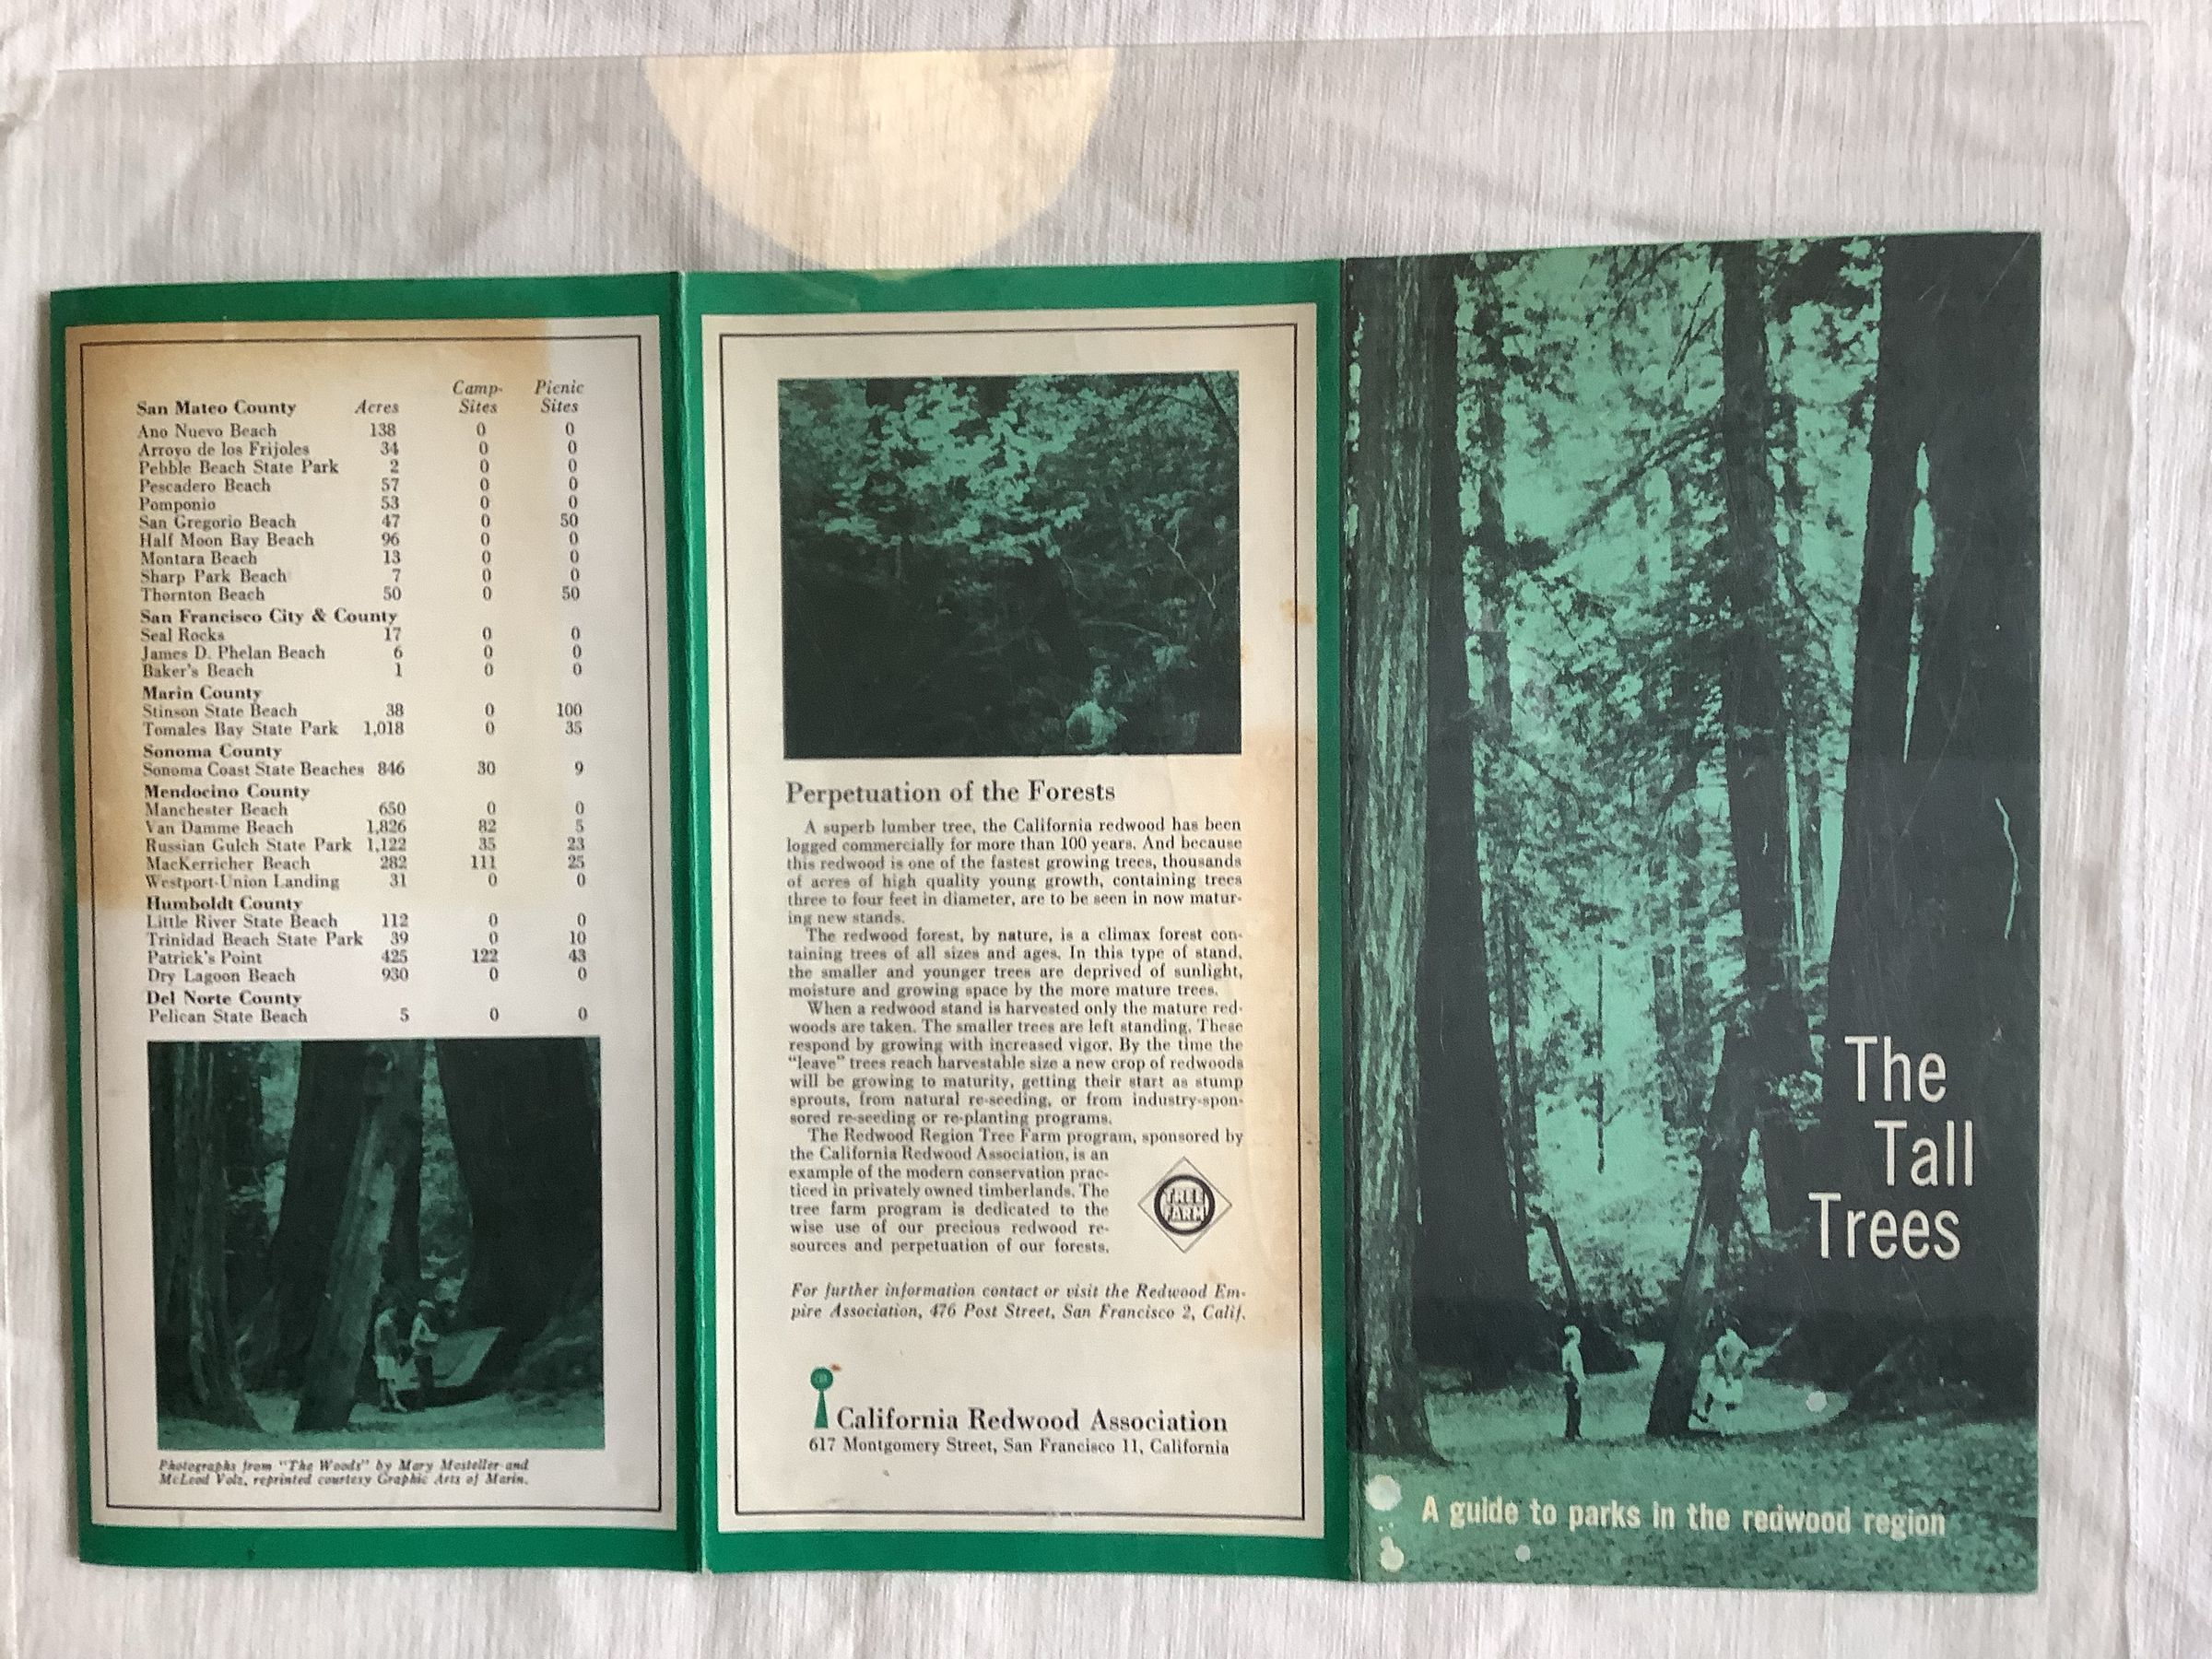 San Mateo County Acres Camp-Sites Picnic Sites
Ano Nuevo Beach 138 0 0
Arroyo de los Frijoles 34 0 0
Pebble Beach State Park 2 0 0
Pescadero Beach 57 0 0
Pomponio 53 0 0
San Gregorio Beach 47 0 50
Half Moon Bay Beach 96 0 0
Montara Beach 13 0 0
Sharp Park Beach 7 0 0
Thornton Beach 50 0 50
San Francisco City & County
Seal Rocks 17 0 0
James D. Phelan Beach 6 0 0
Baker's Beach 1 0 0
Marin County
Stinson State Beach 38 0 100
Tomales Bay State Park 1,018 0 35
Sonoma County
Sonoma Coast State Beaches 846 30 9
Mendocino County
Manchester Beach 650 0 0
Van Damme Beach 1,826 82 5
Russian Gulch State Park 1,122 35 23
MacKerricher Beach 282 111 25
Westport-Union Landing 31 0 0
Humboldt County
Little River State Beach 112 0 0
Trinidad Beach State Park 39 0 10
Patrick's Point 425 122 43
Dry Lagoon Beach 930 0 0
Del Norte County
Pelican State Beach 5 0 0
Photographs from "The Woods" by Mary Mosteller and
McLeod Volz, reprinted courtesy Graphic Arts of Marin.
Perpetuation of the Forests
A superb lumber tree, the California redwood has been
logged commercially for more than 100 years. And because
this redwood is one of the fastest growing trees, thousands
of acres of high quality young growth, containing trees
three to four feet in diameter, are to be seen in now matur-
ing new stands.
The redwood forest, by nature, is a climax forest con-
taining trees of all sizes and ages. In this type of stand,
the smaller and younger trees are deprived of sunlight,
moisture and growing space by the more mature trees.
When a redwood stand is harvested only the mature red-
woods are taken. The smaller trees are left standing. These
respond by growing with increased vigor. By the time the
"leave" trees reach harvestable size a new crop of redwoods
will be growing to maturity, getting their start as stump
sprouts, from natural re-seeding, or from industry-spon-
sored re-seeding or re-planting programs.
The Redwood Region Tree Farm program, sponsored by
the California Redwood Association, is an
example of the modern conservation prac-
ticed in privately owned timberlands. The
tree farm program is dedicated to the
wise use of our precious redwood re-
sources and perpetuation of our forests.
TREE
FARM
For further information contact or visit the Redwood Em-
pire Association, 476 Post Street, San Francisco 2, Calif.
California Redwood Association
617 Montgomery Street, San Francisco 11, California
The
Tall
Trees
A guide to parks in the redwood region